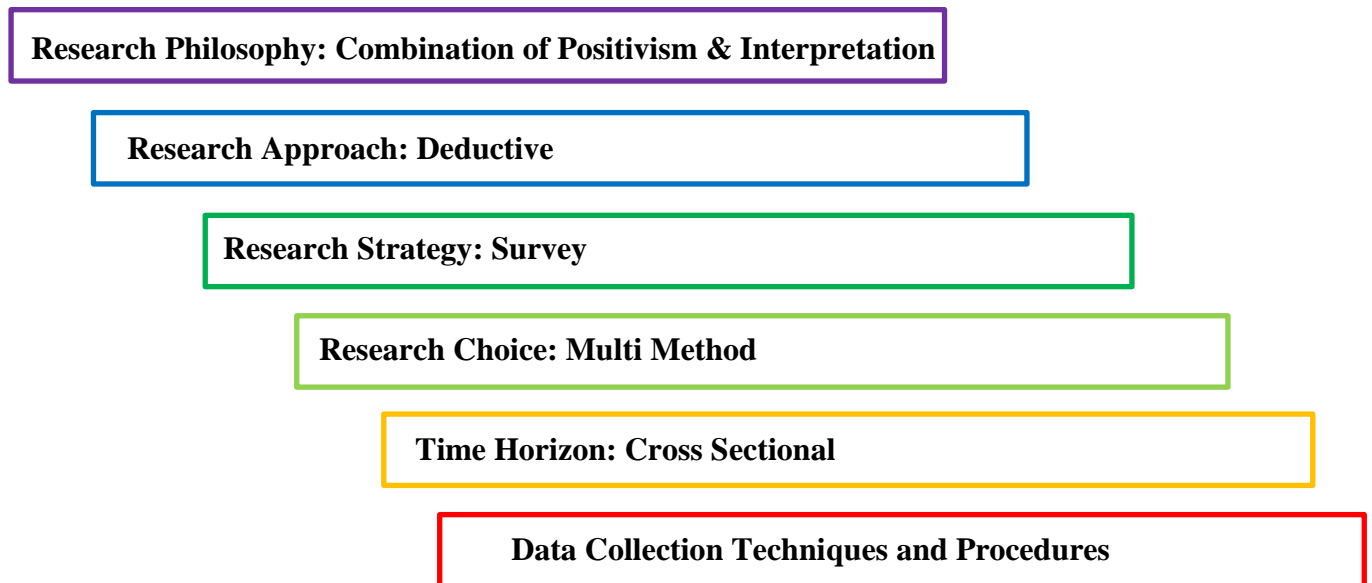 Research Philosophy: Combination of Positivism & Interpretation
Research Approach: Deductive
Research Strategy: Survey
Research Choice: Multi Method
Time Horizon: Cross Sectional
Data Collection Techniques and Procedures